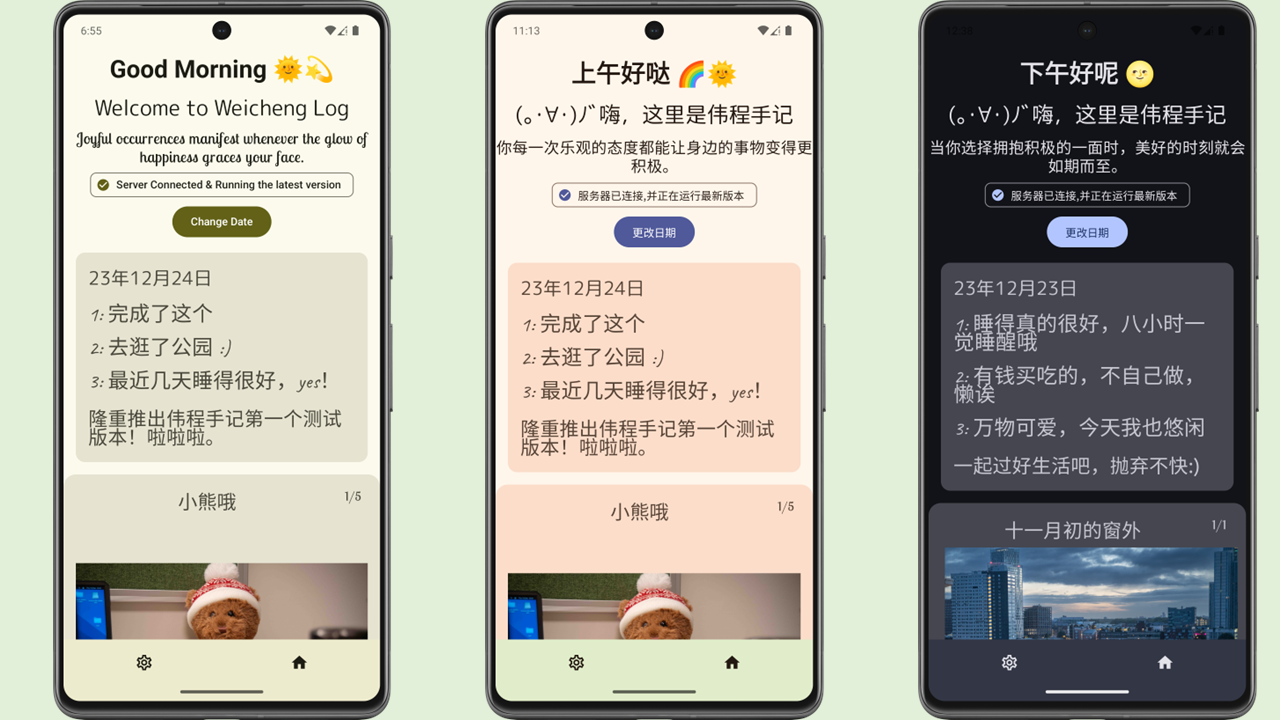 6:55
Good Morning 🌞💫
Welcome to Weicheng Log
Joyful occurrences manifest whenever the glow of
happiness graces your face.
Server Connected & Running the latest version
Change Date
23年12月24日
1: 完成了这个
2: 去逛了公园 :)
3: 最近几天睡得很好，yes！
隆重推出伟程手记第一个测试
版本！啦啦啦。
小熊哦
1/5
11:13
上午好哒 🌈🌞
(｡･∀･)ﾉﾞ嗨，这里是伟程手记
你每一次乐观的态度都能让身边的事物变得更
积极。
服务器已连接,并正在运行最新版本
更改日期
23年12月24日
1: 完成了这个
2: 去逛了公园 :)
3: 最近几天睡得很好，yes！
隆重推出伟程手记第一个测试
版本！啦啦啦。
小熊哦
1/5
下午好呢 🌝
(｡･∀･)ﾉﾞ嗨，这里是伟程手记
当你选择拥抱积极的一面时，美好的时刻就会
如期而至。
服务器已连接,并正在运行最新版本
更改日期
23年12月23日
1: 睡得真的很好，八小时一
觉睡醒哦
2: 有钱买吃的，不自己做，
懒诶
3: 万物可爱，今天我也悠闲
一起过好生活吧，抛弃不快:)
十一月初的窗外
1/1